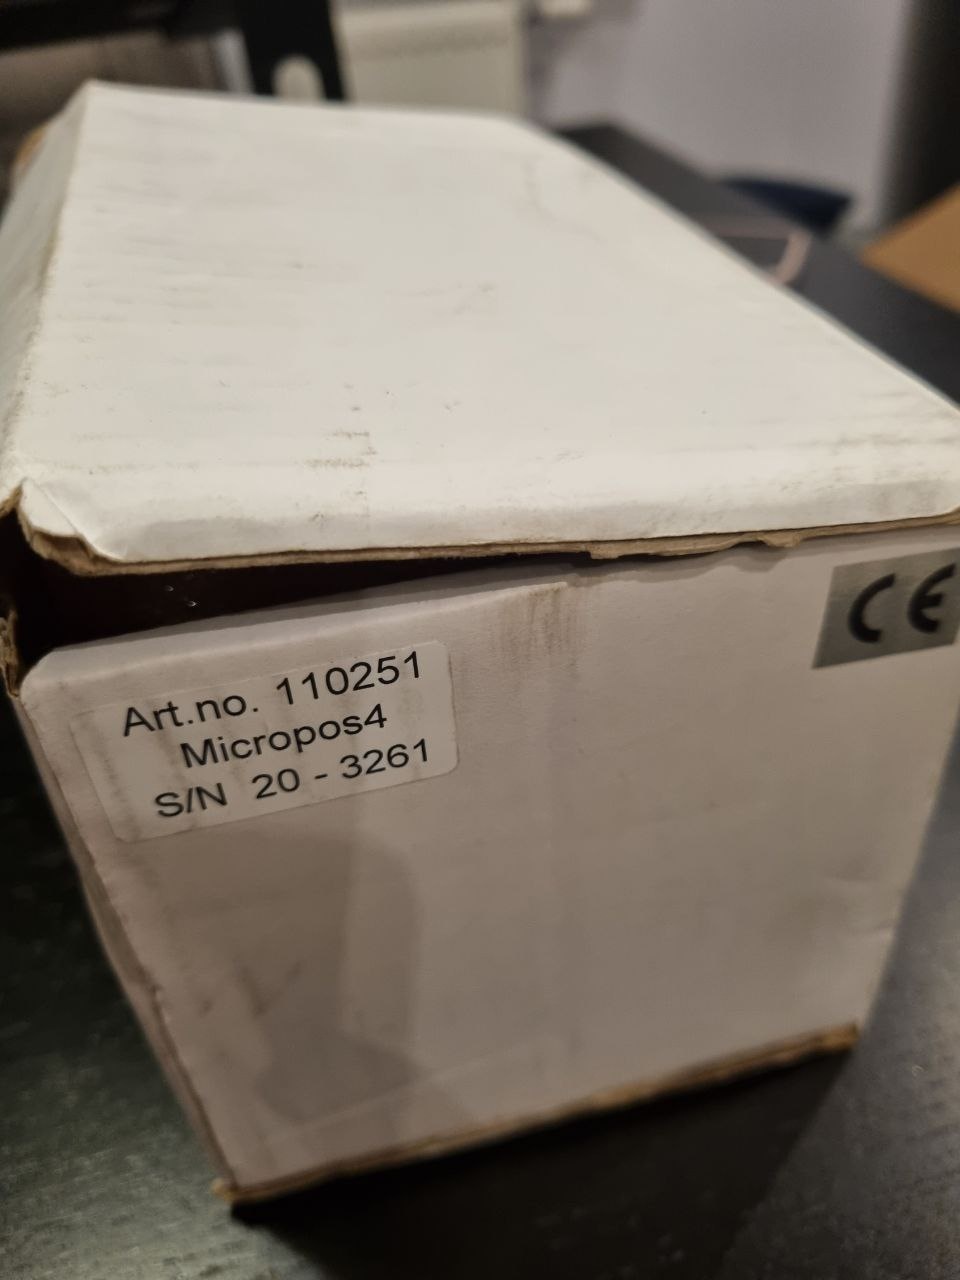 CE
Art.no. 110251
Micropos4
S/N 20 - 3261